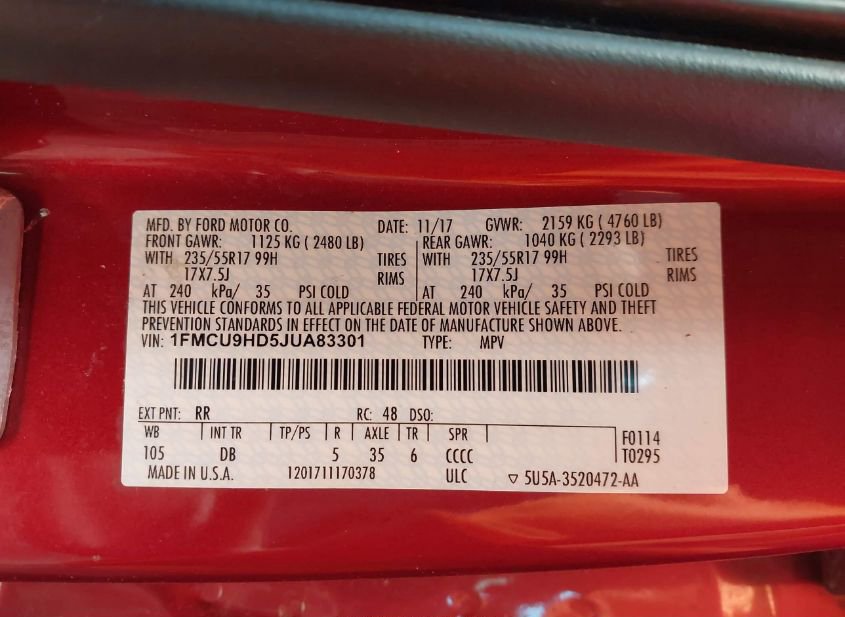 MFD. BY FORD MOTOR CO. DATE: 11/17 GVWR: 2159 KG ( 4760 LB)
FRONT GAWR: 1125 KG ( 2480 LB) REAR GAWR: 1040 KG ( 2293 LB)
WITH 235/55R17 99H TIRES WITH 235/55R17 99H TIRES
17X7.5J RIMS 17X7.5J RIMS
AT 240 kPa/ 35 PSI COLD AT 240 kPa/ 35 PSI COLD
THIS VEHICLE CONFORMS TO ALL APPLICABLE FEDERAL MOTOR VEHICLE SAFETY AND THEFT
PREVENTION STANDARDS IN EFFECT ON THE DATE OF MANUFACTURE SHOWN ABOVE.
VIN: 1FMCU9HD5JUA83301 TYPE: MPV
EXT PNT: RR RC: 48 DSO:
WB INT TR TP/PS R AXLE TR SPR F0114
105 DB 5 35 6 CCCC T0295
MADE IN U.S.A. 1201711170378 ULC ▽ 5U5A-3520472-AA